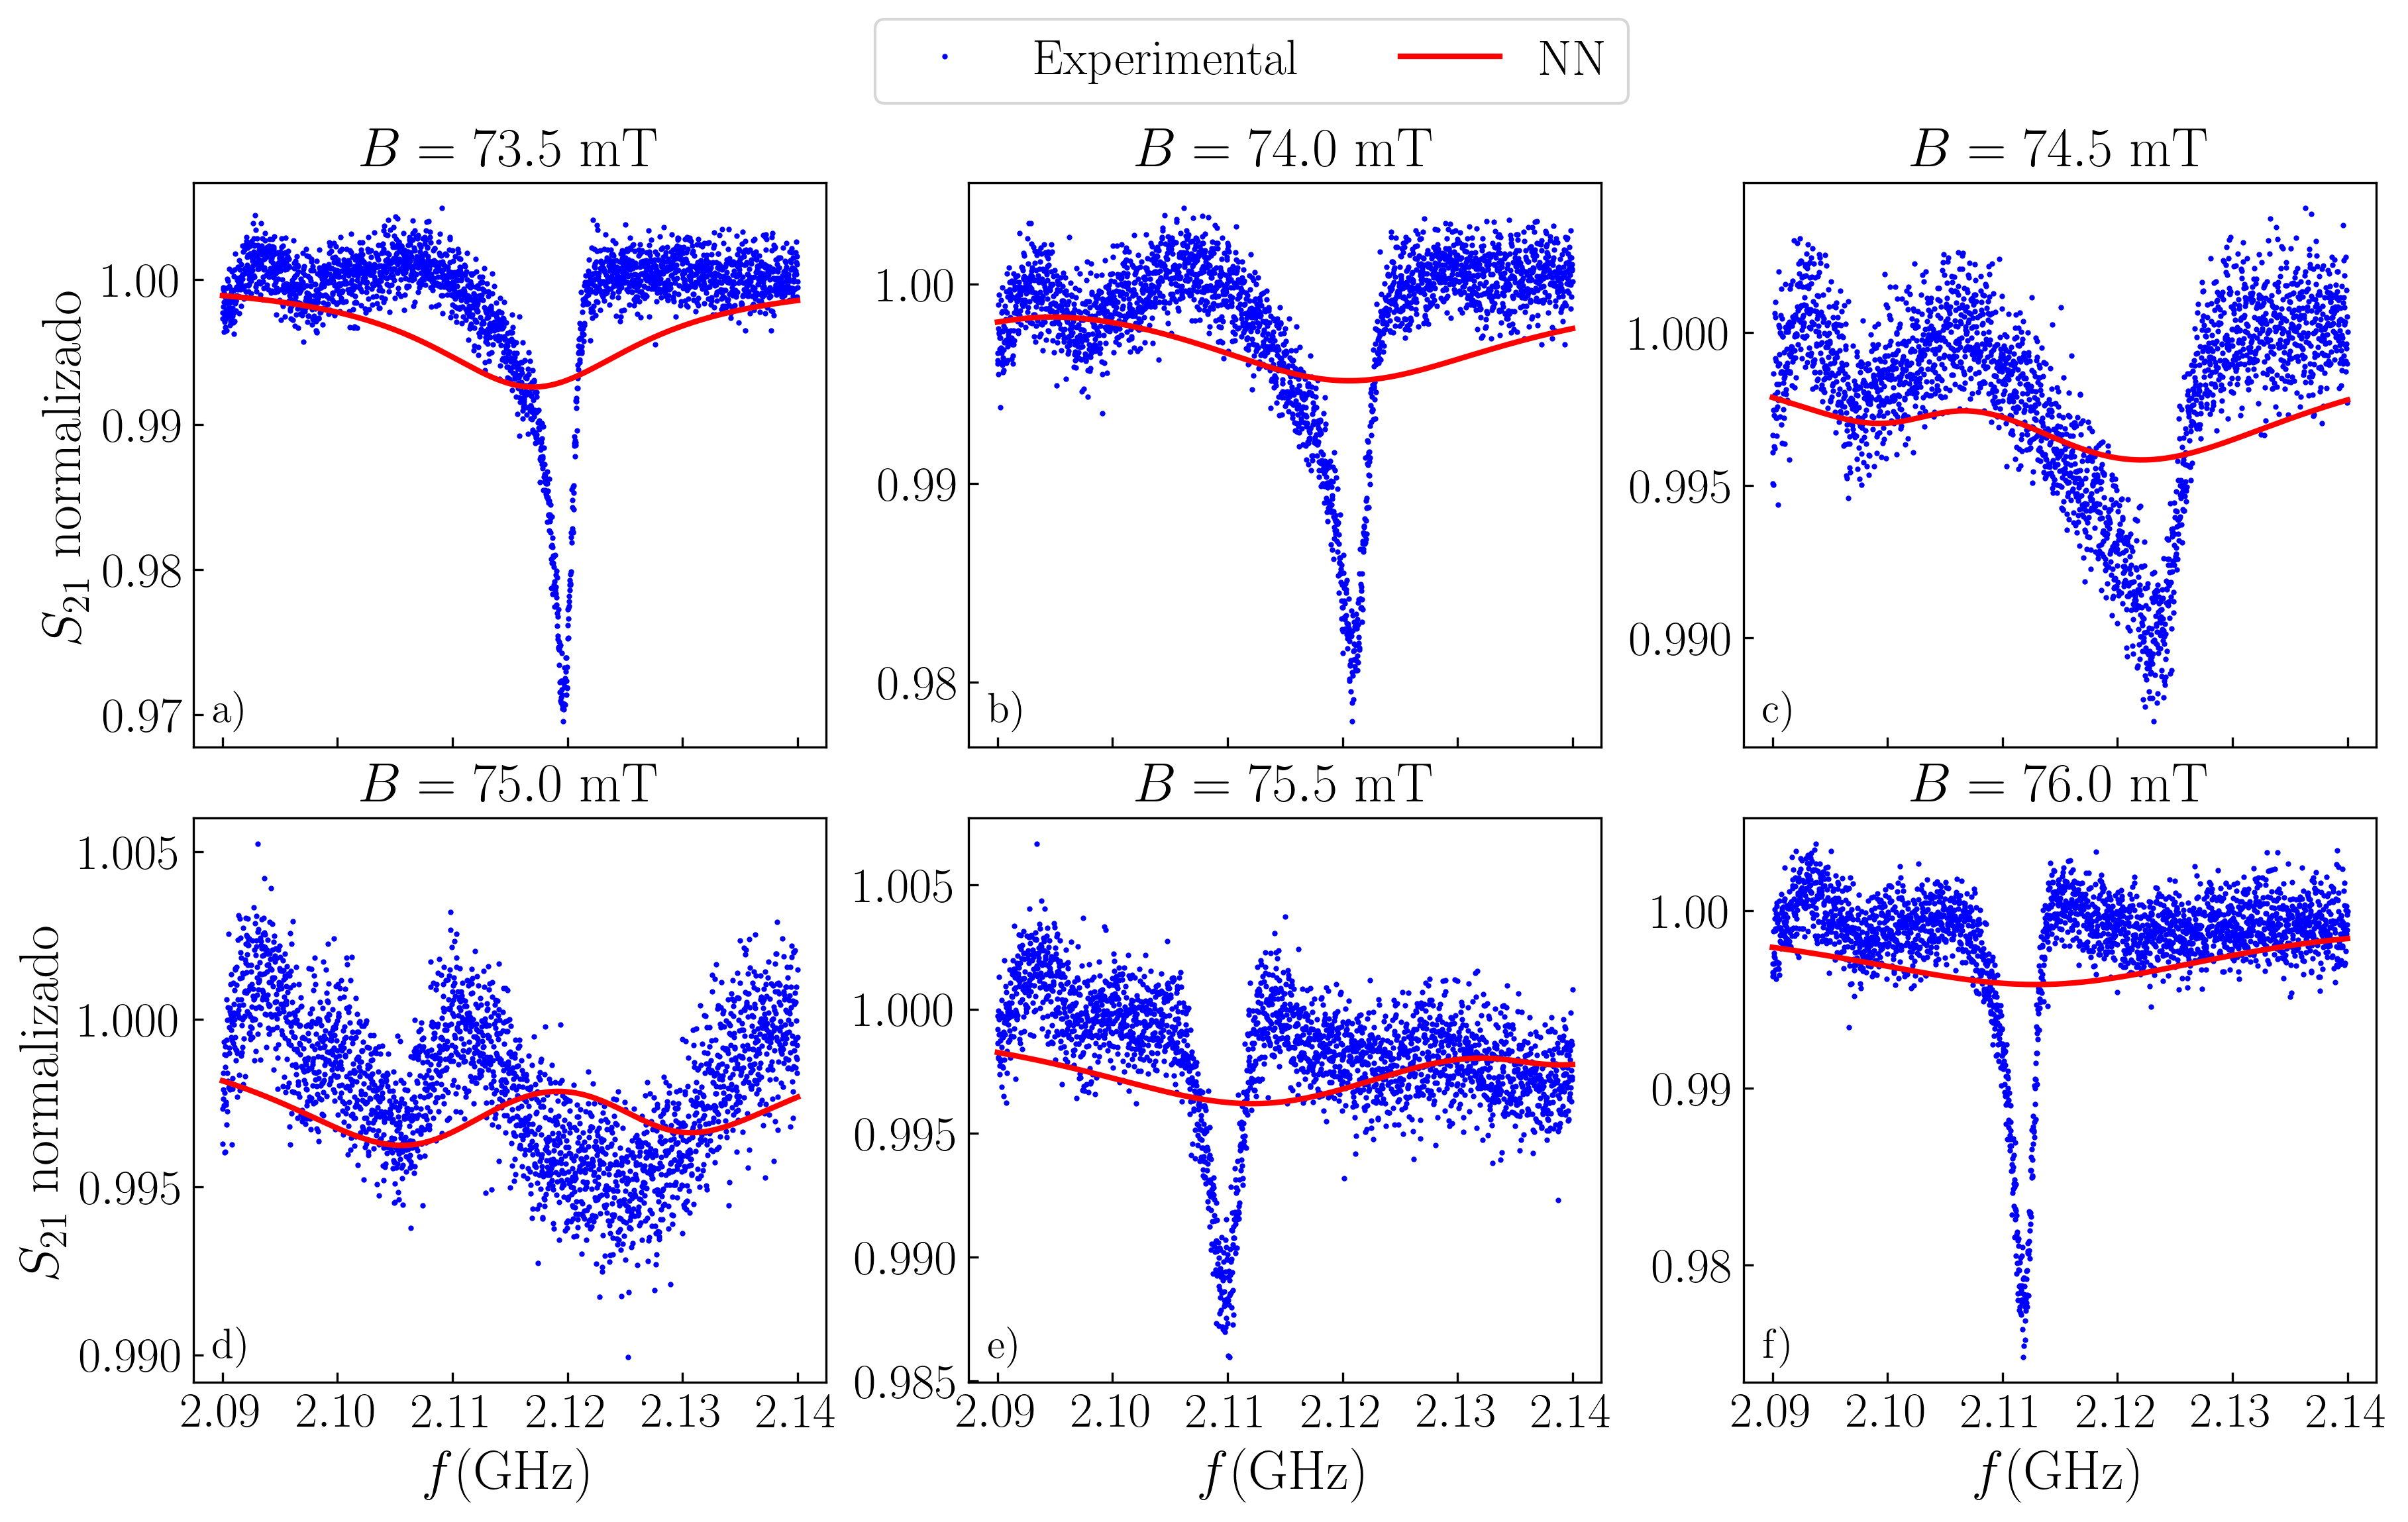 Experimental NN
B = 73.5 mT
B = 74.0 mT
B = 74.5 mT
S21 normalizado
1.00
0.99
0.98
0.97
a)
1.00
0.99
0.98
b)
1.000
0.995
0.990
c)
B = 75.0 mT
B = 75.5 mT
B = 76.0 mT
S21 normalizado
1.005
1.000
0.995
0.990
d)
1.005
1.000
0.995
0.990
0.985
e)
1.00
0.99
0.98
f)
2.09 2.10 2.11 2.12 2.13 2.14
2.09 2.10 2.11 2.12 2.13 2.14
2.09 2.10 2.11 2.12 2.13 2.14
f(GHz)
f(GHz)
f(GHz)